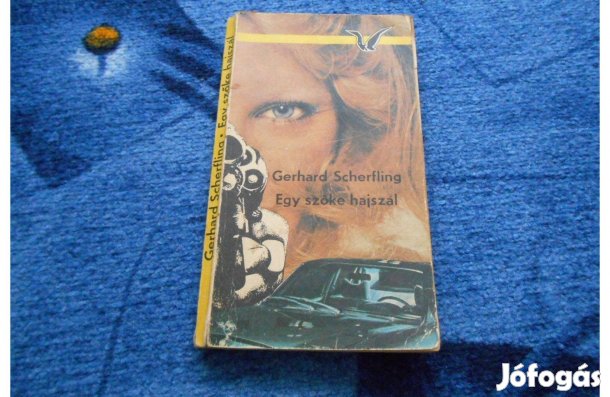 Gerhard Scherfling • Egy szőke hajszál
Gerhard Scherfling
Egy szőke hajszál
Jófogás